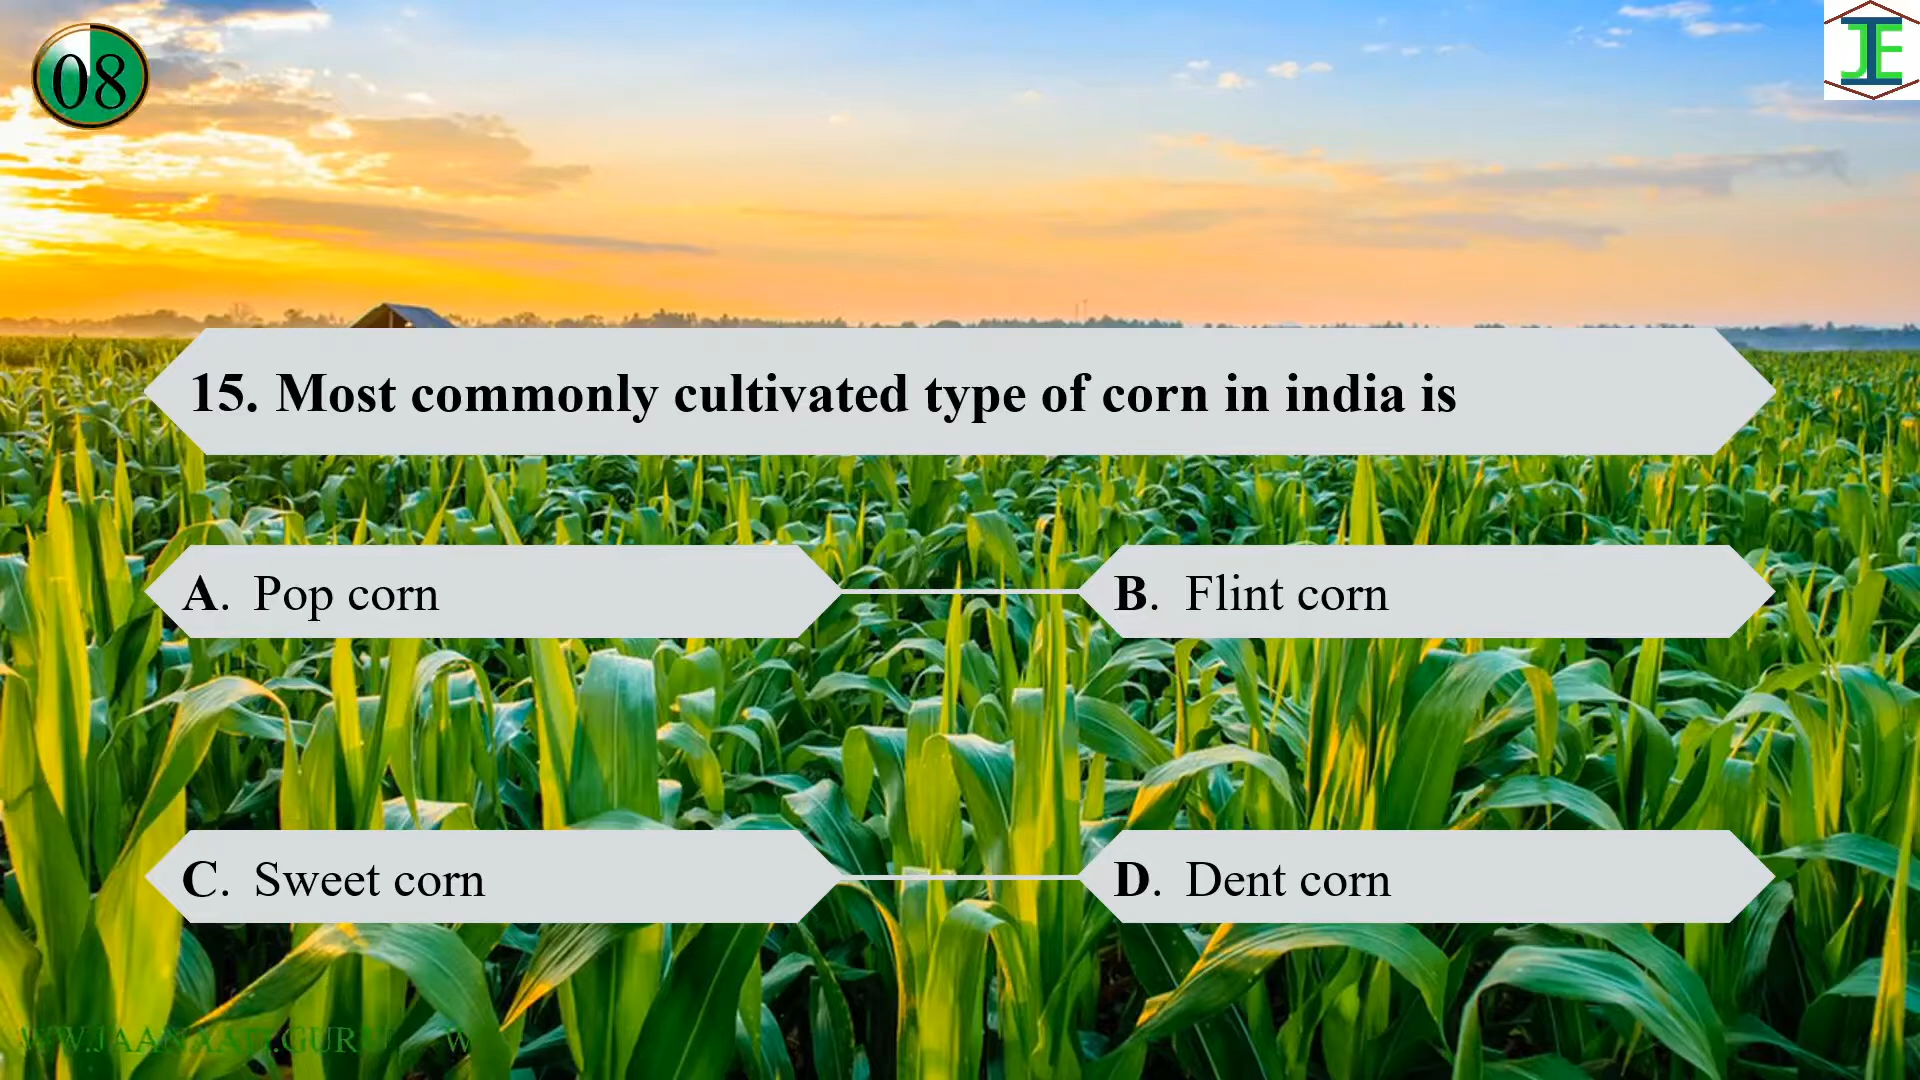 08
JE
15. Most commonly cultivated type of corn in india is
A. Pop corn
B. Flint corn
C. Sweet corn
D. Dent corn